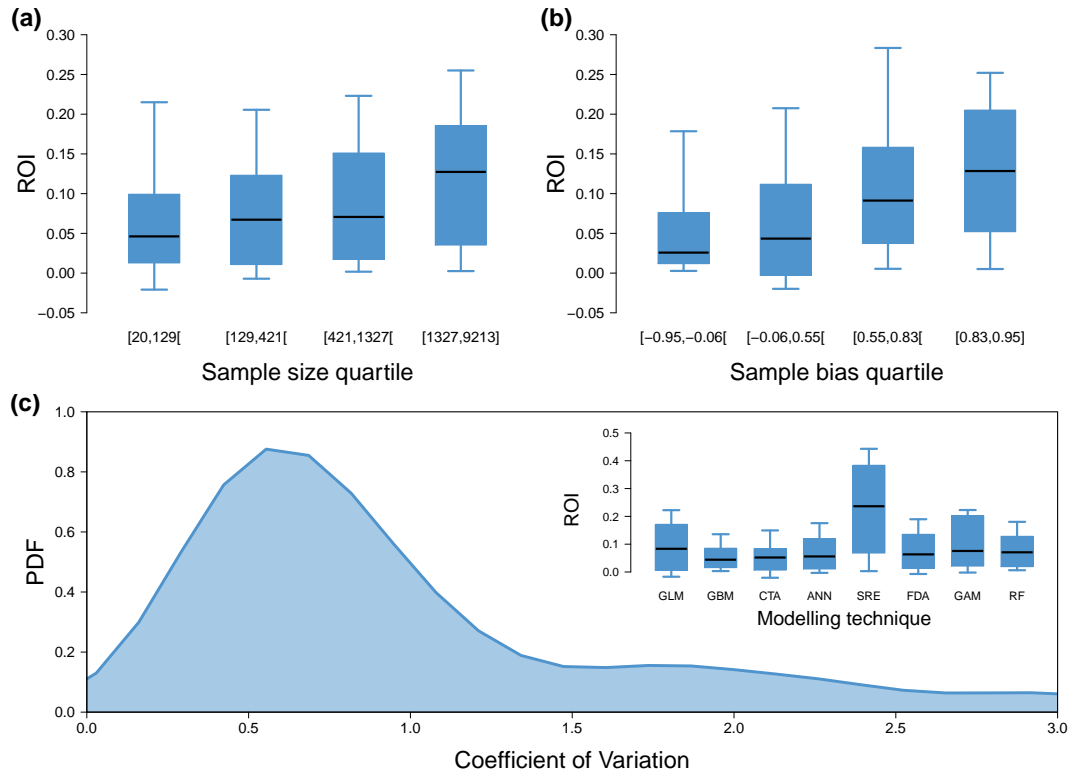 (a)
0.30
0.25
0.20
0.15
0.10
0.05
0.00
−0.05
ROI
[20,129[ [129,421[ [421,1327[ [1327,9213]
Sample size quartile
(b)
0.30
0.25
0.20
0.15
0.10
0.05
0.00
−0.05
ROI
[−0.95,−0.06[ [−0.06,0.55[ [0.55,0.83[ [0.83,0.95]
Sample bias quartile
(c)
1.0
0.8
0.6
0.4
0.2
0.0
PDF
0.0 0.5 1.0 1.5 2.0 2.5 3.0
Coefficient of Variation
0.5
0.4
0.3
0.2
0.1
0.0
ROI
GLM GBM CTA ANN SRE FDA GAM RF
Modelling technique